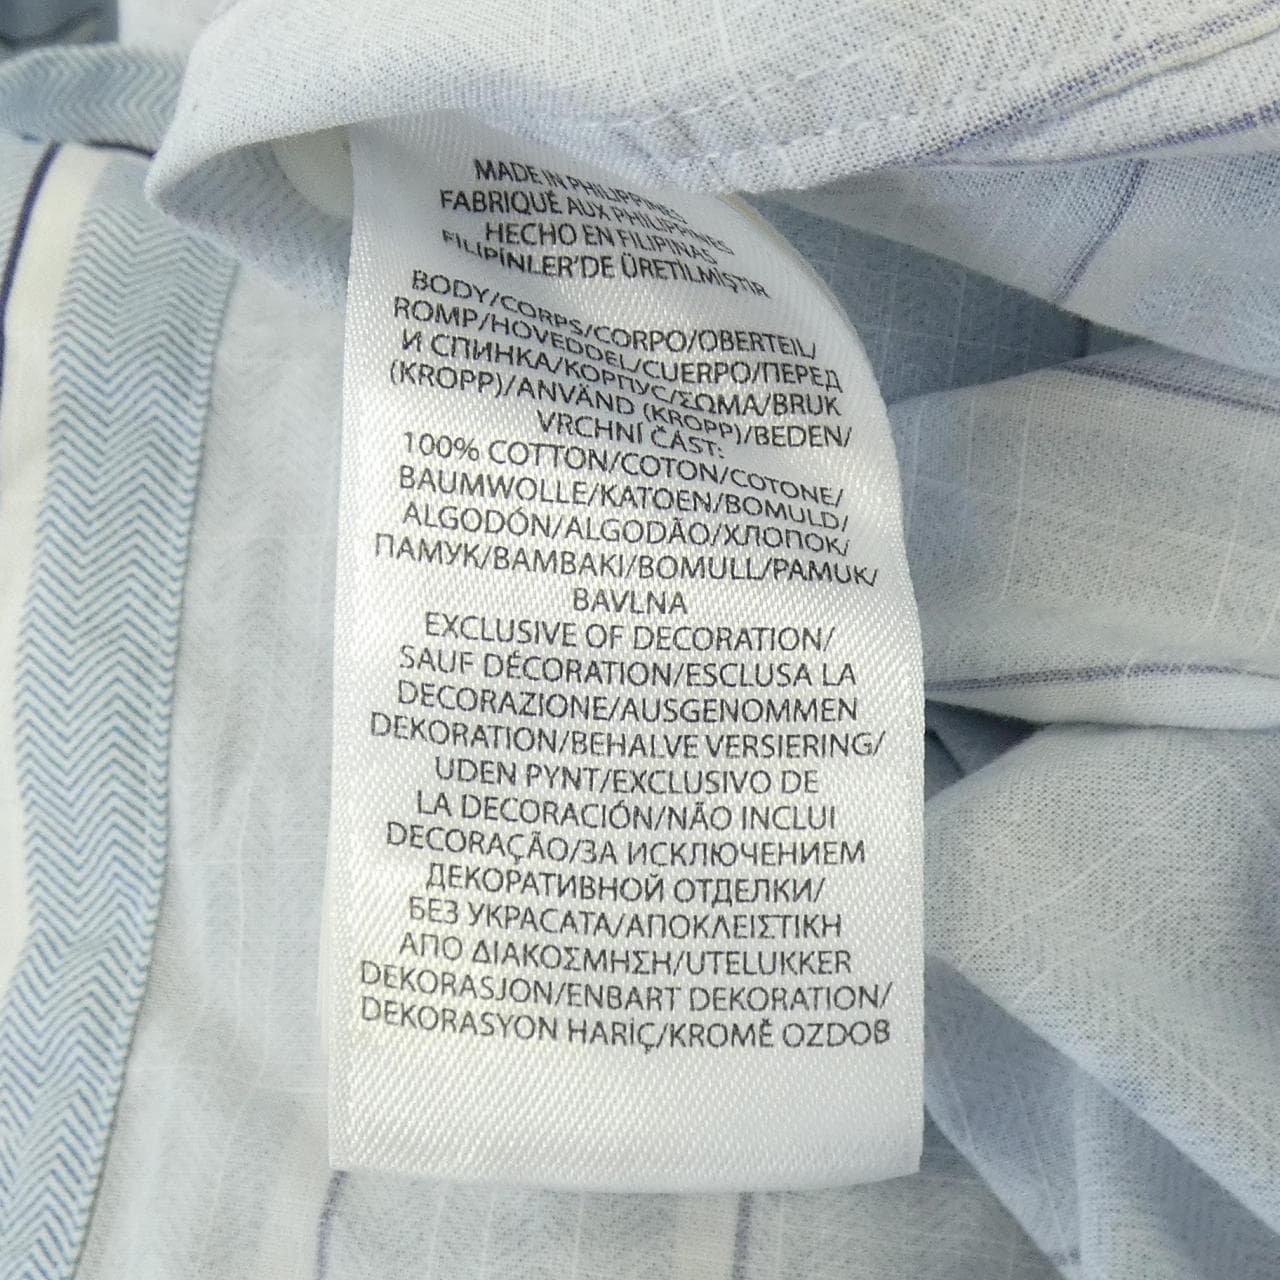 MADE IN PHILIPPINES
FABRIQUÉ AUX PHILIPPINES
HECHO EN FILIPINAS
FILIPINLER'DE ÜRETILMİŞTIR
BODY/CORPS/CORPO/OBERTEIL/
ROMP/HOVEDDEL/CUERPO/ПЕРЕД
И СПИНКА/КОРПУС/ΣΩΜΑ/BRUK
(KROPP)/ANVÄND (KROPP)/BEDEN/
VRCHNÍ ČÁST:
100% COTTON/COTON/COTONE/
BAUMWOLLE/KATOEN/BOMULD/
ALGODÓN/ALGODÃO/ХЛОПОК/
ПАМУК/BAMBAKI/BOMULL/PAMUK/
BAVLNA
EXCLUSIVE OF DECORATION/
SAUF DÉCORATION/ESCLUSA LA
DECORAZIONE/AUSGENOMMEN
DEKORATION/BEHALVE VERSIERING/
UDEN PYNT/EXCLUSIVO DE
LA DECORACIÓN/NÃO INCLUI
DECORAÇÃO/ЗА ИСКЛЮЧЕНИЕМ
ДЕКОРАТИВНОЙ ОТДЕЛКИ/
БЕЗ УКРАСАТА/ΑΠΟΚΛΕΙΣΤΙΚΗ
ΑΠΟ ΔΙΑΚΟΣΜΗΣΗ/UTELUKKER
DEKORASJON/ENBART DEKORATION/
DEKORASYON HARİÇ/KROMĚ OZDOB